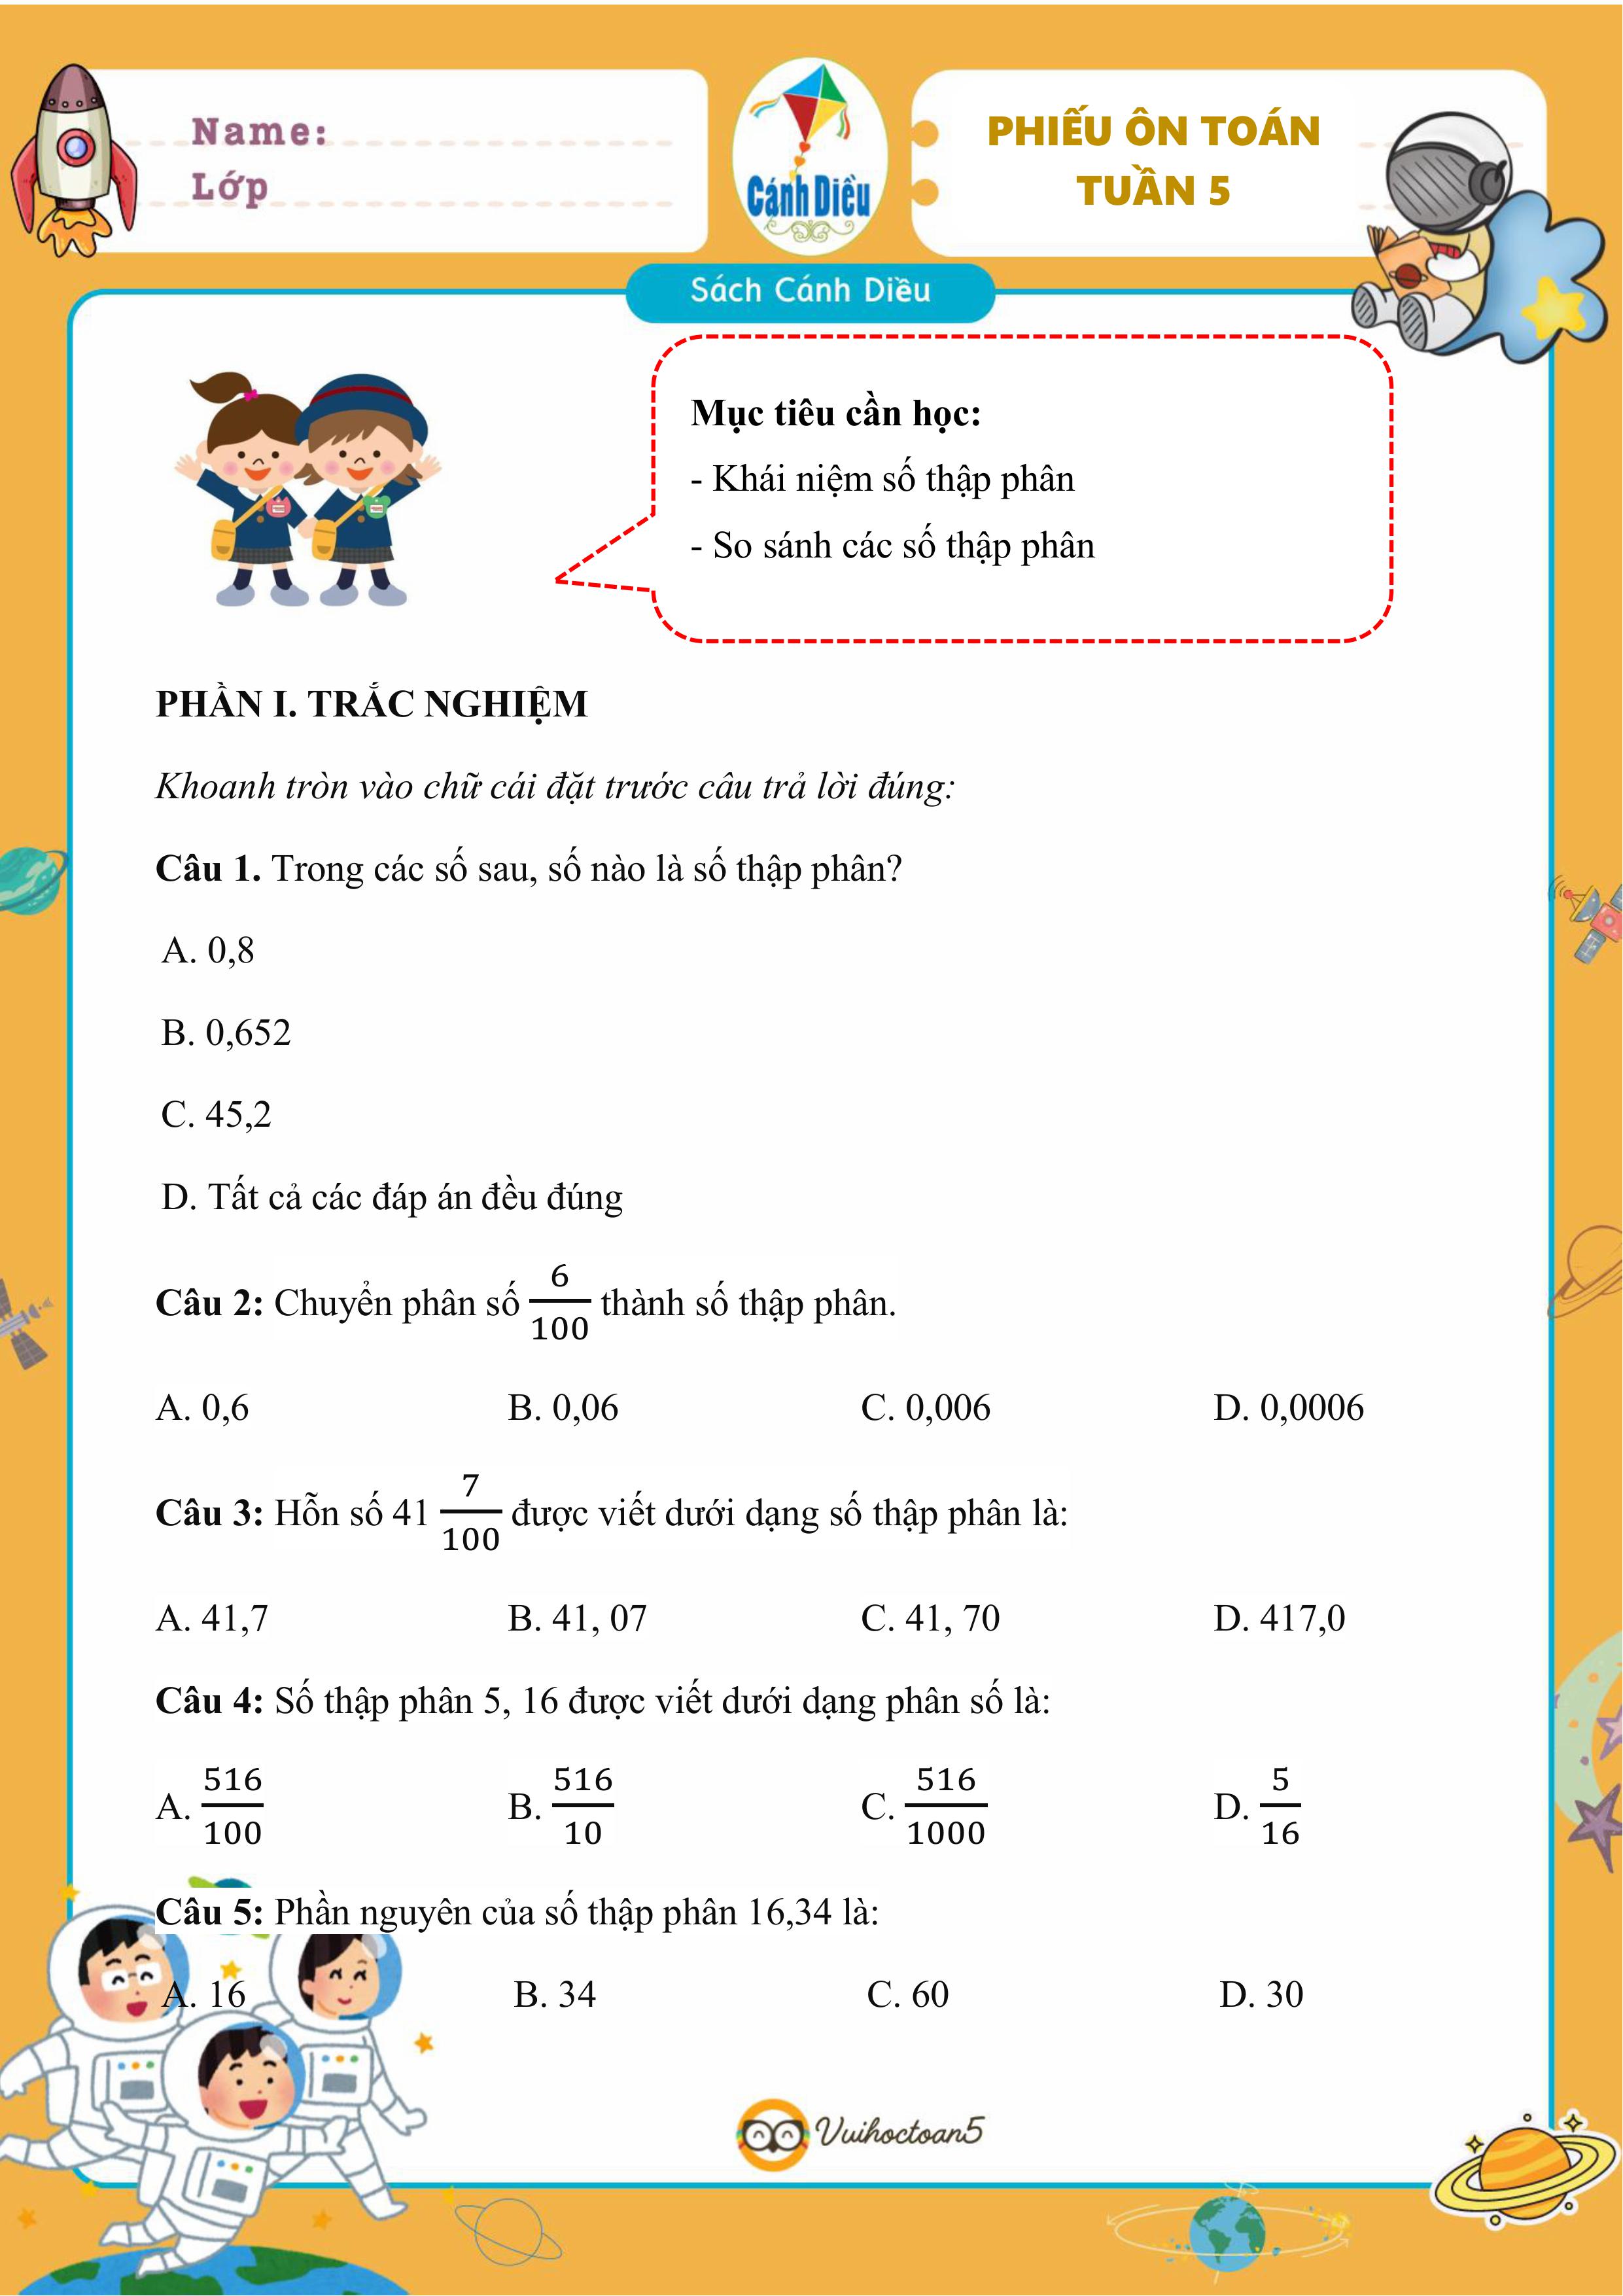 Name:
Lớp
Cánh Diều
PHIẾU ÔN TOÁN
TUẦN 5
Sách Cánh Diều
Mục tiêu cần học:
- Khái niệm số thập phân
- So sánh các số thập phân
PHẦN I. TRẮC NGHIỆM
Khoanh tròn vào chữ cái đặt trước câu trả lời đúng:
Câu 1. Trong các số sau, số nào là số thập phân?
A. 0,8
B. 0,652
C. 45,2
D. Tất cả các đáp án đều đúng
Câu 2: Chuyển phân số 6/100 thành số thập phân.
A. 0,6 B. 0,06 C. 0,006 D. 0,0006
Câu 3: Hỗn số 41 7/100 được viết dưới dạng số thập phân là:
A. 41,7 B. 41, 07 C. 41, 70 D. 417,0
Câu 4: Số thập phân 5, 16 được viết dưới dạng phân số là:
A. 516/100 B. 516/10 C. 516/1000 D. 5/16
Câu 5: Phần nguyên của số thập phân 16,34 là:
A. 16 B. 34 C. 60 D. 30
Vuihoctoan5